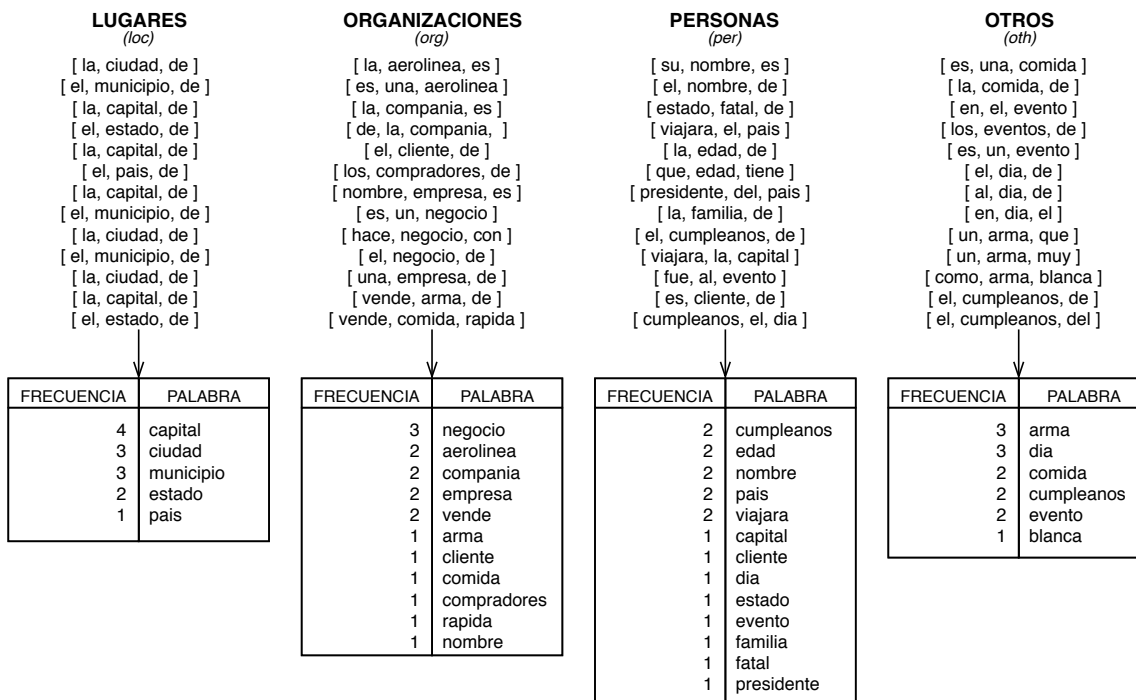 LUGARES
(loc)
[ la, ciudad, de ]
[ el, municipio, de ]
[ la, capital, de ]
[ el, estado, de ]
[ la, capital, de ]
[ el, pais, de ]
[ la, capital, de ]
[ el, municipio, de ]
[ la, ciudad, de ]
[ el, municipio, de ]
[ la, ciudad, de ]
[ la, capital, de ]
[ el, estado, de ]
FRECUENCIA PALABRA
4 capital
3 ciudad
3 municipio
2 estado
1 pais
ORGANIZACIONES
(org)
[ la, aerolinea, es ]
[ es, una, aerolinea ]
[ la, compania, es ]
[ de, la, compania, ]
[ el, cliente, de ]
[ los, compradores, de ]
[ nombre, empresa, es ]
[ es, un, negocio ]
[ hace, negocio, con ]
[ el, negocio, de ]
[ una, empresa, de ]
[ vende, arma, de ]
[ vende, comida, rapida ]
FRECUENCIA PALABRA
3 negocio
2 aerolinea
2 compania
2 empresa
2 vende
1 arma
1 cliente
1 comida
1 compradores
1 rapida
1 nombre
PERSONAS
(per)
[ su, nombre, es ]
[ el, nombre, de ]
[ estado, fatal, de ]
[ viajara, el, pais ]
[ la, edad, de ]
[ que, edad, tiene ]
[ presidente, del, pais ]
[ la, familia, de ]
[ el, cumpleanos, de ]
[ viajara, la, capital ]
[ fue, al, evento ]
[ es, cliente, de ]
[ cumpleanos, el, dia ]
FRECUENCIA PALABRA
2 cumpleanos
2 edad
2 nombre
2 pais
2 viajara
1 capital
1 cliente
1 dia
1 estado
1 evento
1 familia
1 fatal
1 presidente
OTROS
(oth)
[ es, una, comida ]
[ la, comida, de ]
[ en, el, evento ]
[ los, eventos, de ]
[ es, un, evento ]
[ el, dia, de ]
[ al, dia, de ]
[ en, dia, el ]
[ un, arma, que ]
[ un, arma, muy ]
[ como, arma, blanca ]
[ el, cumpleanos, de ]
[ el, cumpleanos, del ]
FRECUENCIA PALABRA
3 arma
3 dia
2 comida
2 cumpleanos
2 evento
1 blanca